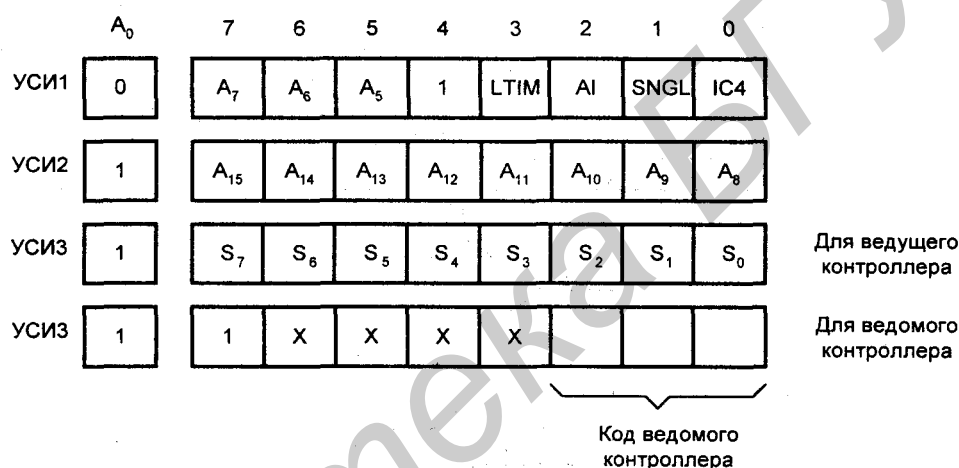 A₀ 7 6 5 4 3 2 1 0
УСИ1 0 A₇ A₆ A₅ 1 LTIM AI SNGL IC4
УСИ2 1 A₁₅ A₁₄ A₁₃ A₁₂ A₁₁ A₁₀ A₉ A₈
УСИ3 1 S₇ S₆ S₅ S₄ S₃ S₂ S₁ S₀ Для ведущего
контроллера
УСИ3 1 1 X X X X Для ведомого
контроллера
Код ведомого
контроллера